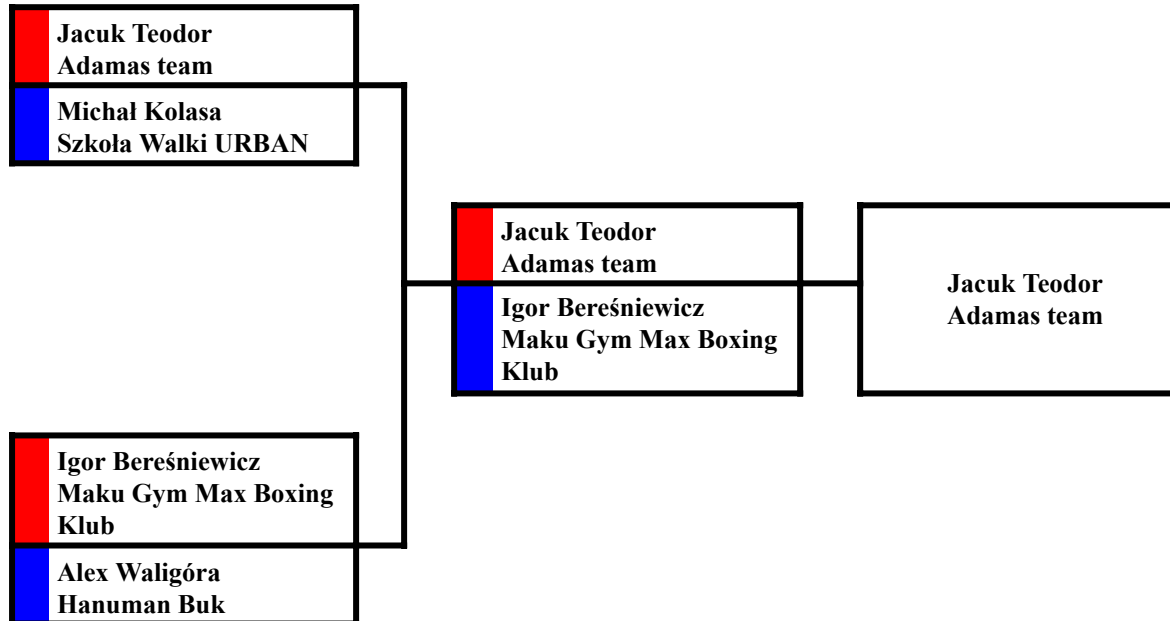 Jacuk Teodor
Adamas team
Michał Kolasa
Szkoła Walki URBAN
Jacuk Teodor
Adamas team
Igor Bereśniewicz
Maku Gym Max Boxing
Klub
Jacuk Teodor
Adamas team
Igor Bereśniewicz
Maku Gym Max Boxing
Klub
Alex Waligóra
Hanuman Buk